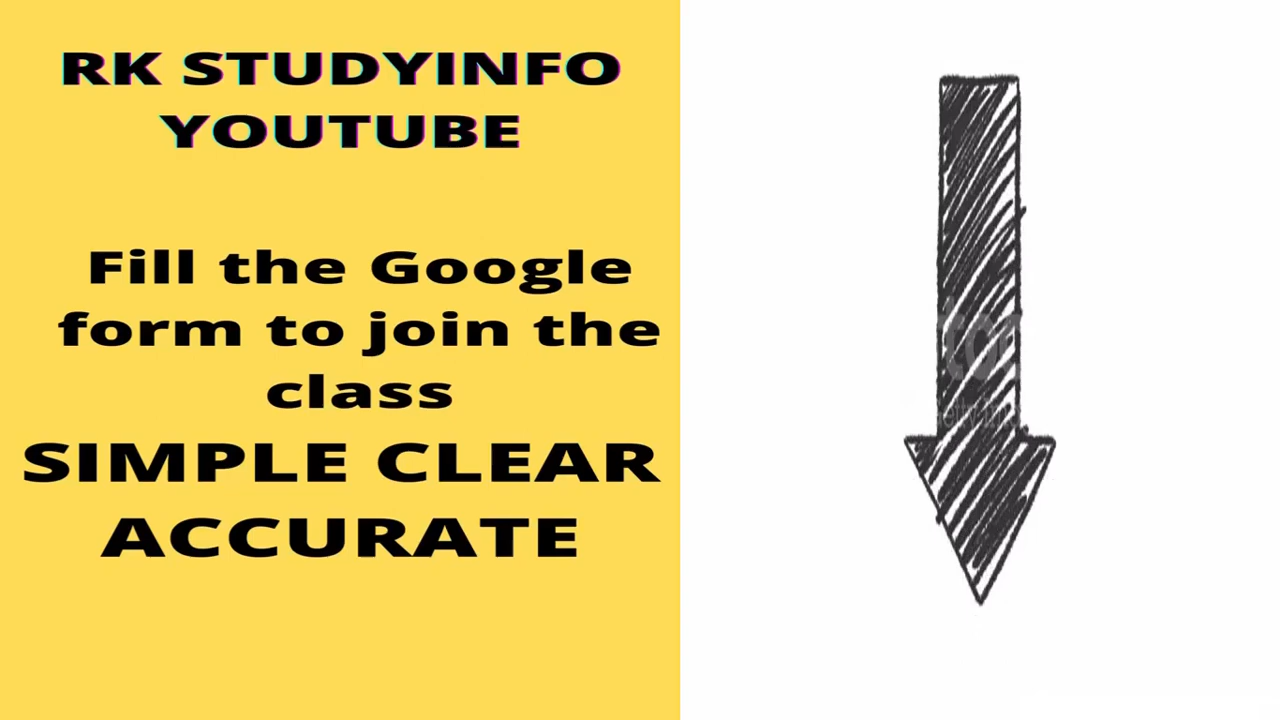 RK STUDYINFO
YOUTUBE
Fill the Google
form to join the
class
SIMPLE CLEAR
ACCURATE